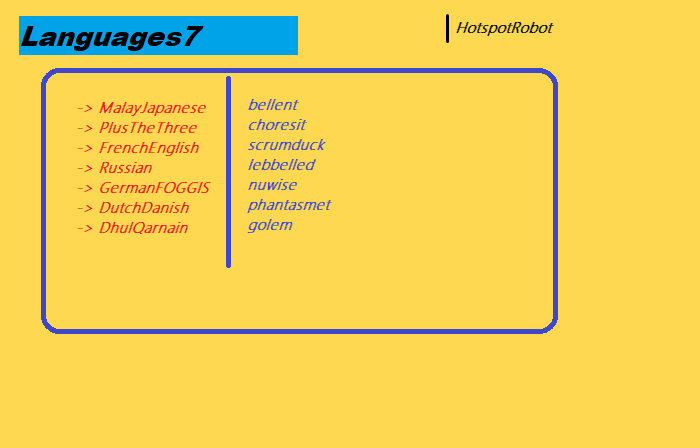 Languages7
HotspotRobot
-> MalayJapanese
-> PlusTheThree
-> FrenchEnglish
-> Russian
-> GermanFOGGIS
-> DutchDanish
-> DhulQarnain
bellent
choresit
scrumduck
lebbelled
nuwise
phantasmet
golem